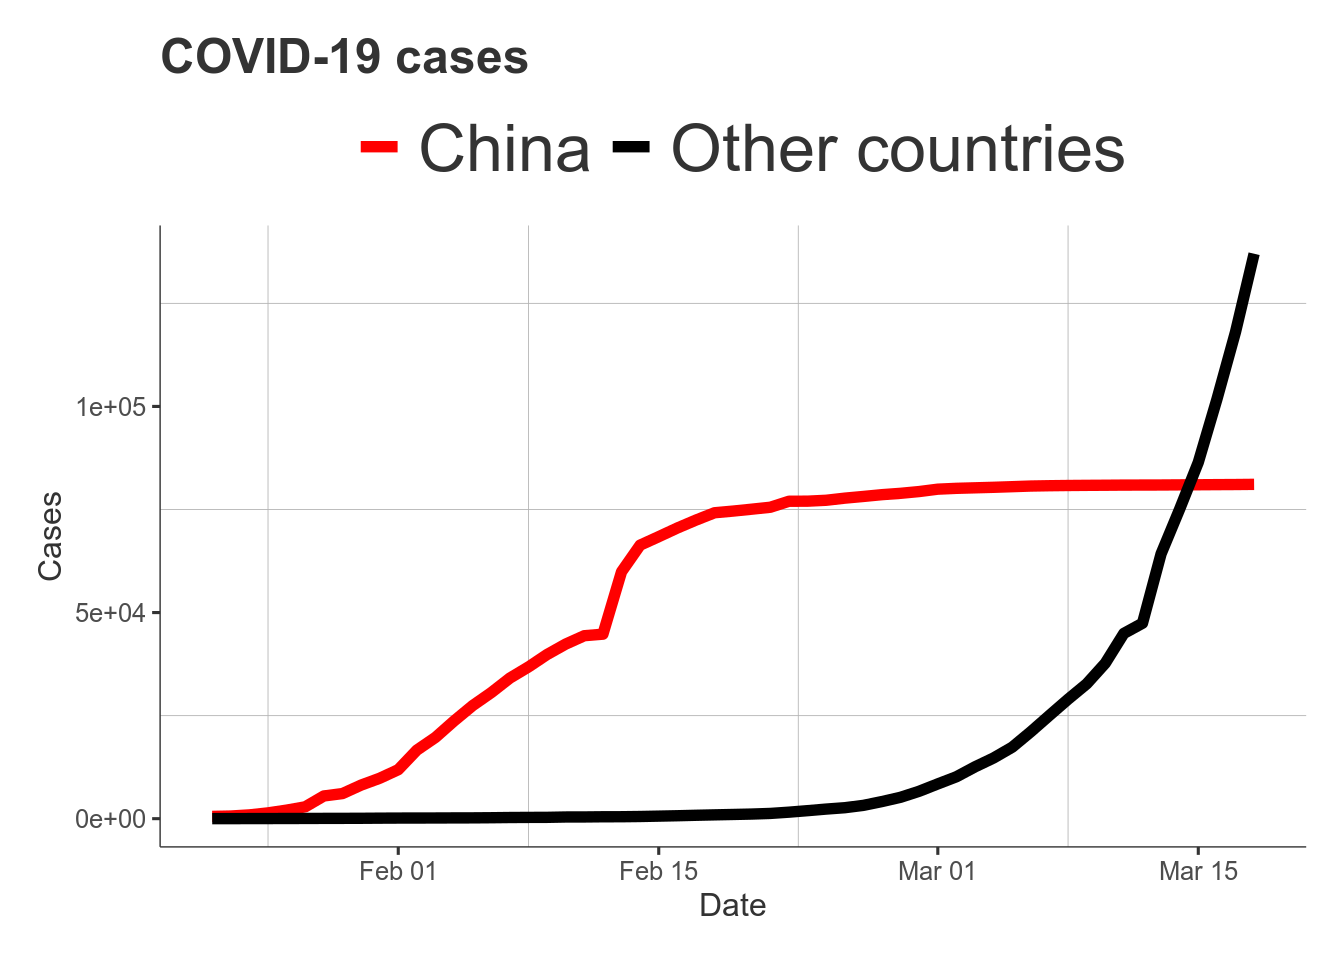 COVID-19 cases
China Other countries
1e+05
5e+04
0e+00
Cases
Feb 01 Feb 15 Mar 01 Mar 15
Date